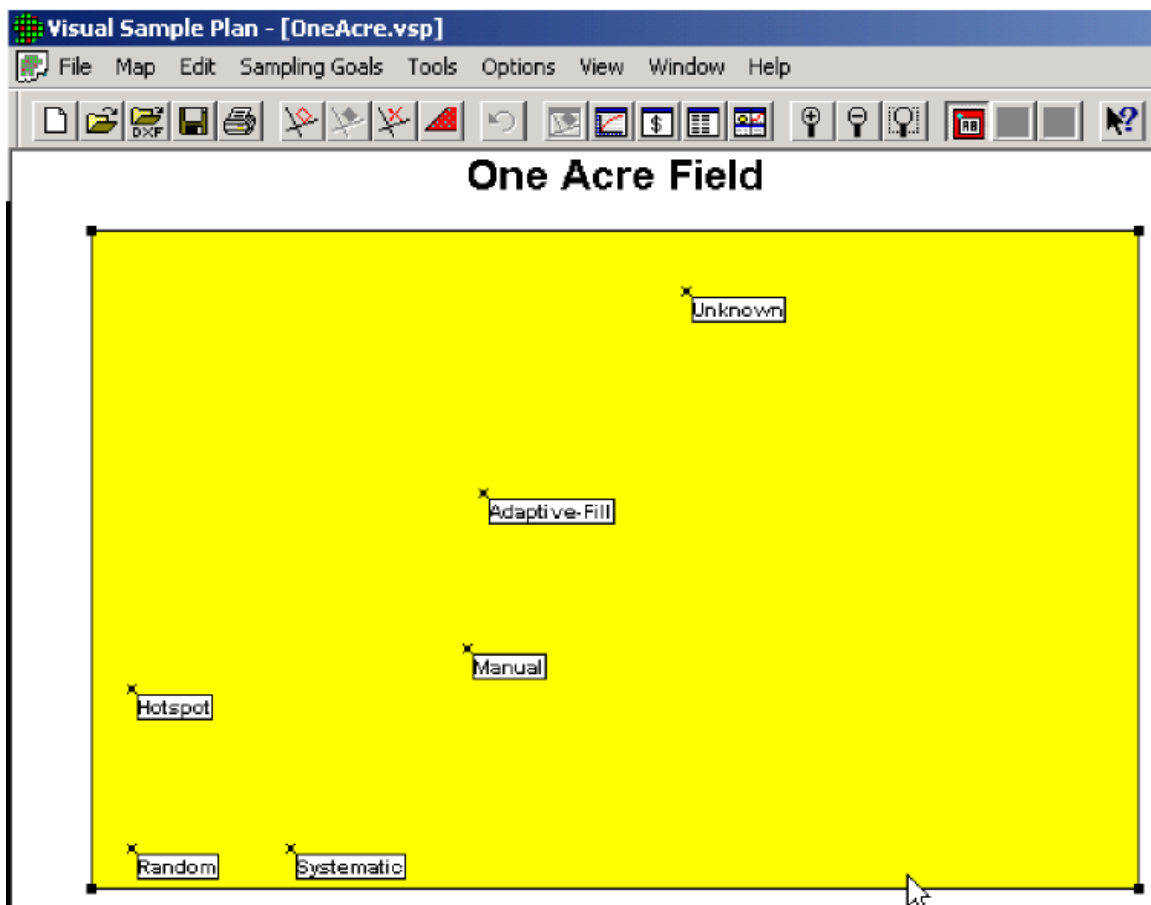 Visual Sample Plan - [OneAcre.vsp]
File Map Edit Sampling Goals Tools Options View Window Help
DXF $ AB ?
One Acre Field
Unknown
Adaptive-Fill
Manual
Hotspot
Random Systematic